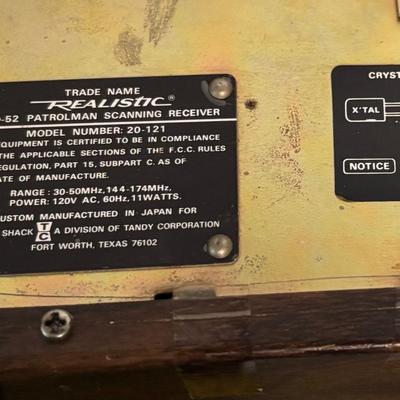 TRADE NAME
REALISTIC®
-52 PATROLMAN SCANNING RECEIVER
MODEL NUMBER: 20-121
EQUIPMENT IS CERTIFIED TO BE IN COMPLIANCE
THE APPLICABLE SECTIONS OF THE F.C.C. RULES
REGULATION, PART 15, SUBPART C. AS OF
ATE OF MANUFACTURE.
RANGE: 30-50MHz, 144-174MHz,
POWER: 120V AC, 60Hz, 11WATTS.
CUSTOM MANUFACTURED IN JAPAN FOR
SHACK TC A DIVISION OF TANDY CORPORATION
FORT WORTH, TEXAS 76102
CRYST
X'TAL
NOTICE